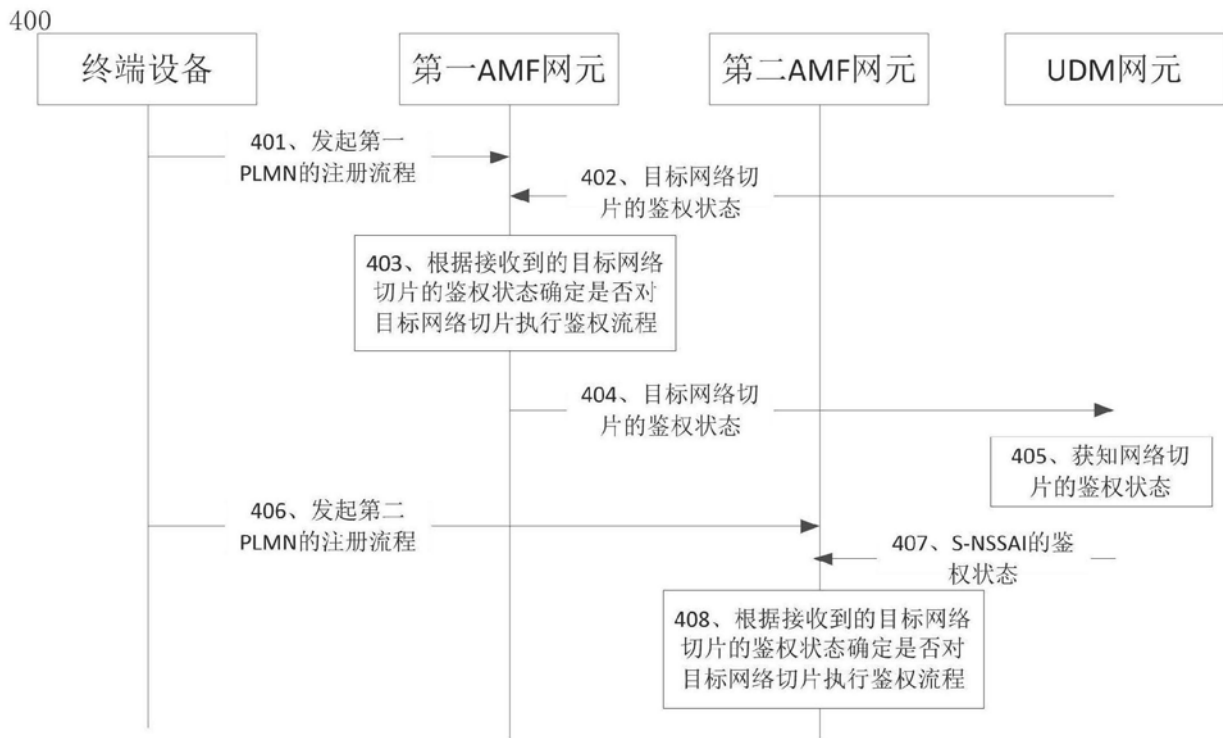 400
终端设备
第一AMF网元
第二AMF网元
UDM网元
401、发起第一
PLMN的注册流程
402、目标网络切
片的鉴权状态
403、根据接收到的目标网络
切片的鉴权状态确定是否对
目标网络切片执行鉴权流程
404、目标网络切
片的鉴权状态
405、获知网络切
片的鉴权状态
406、发起第二
PLMN的注册流程
407、S-NSSAI的鉴
权状态
408、根据接收到的目标网络
切片的鉴权状态确定是否对
目标网络切片执行鉴权流程